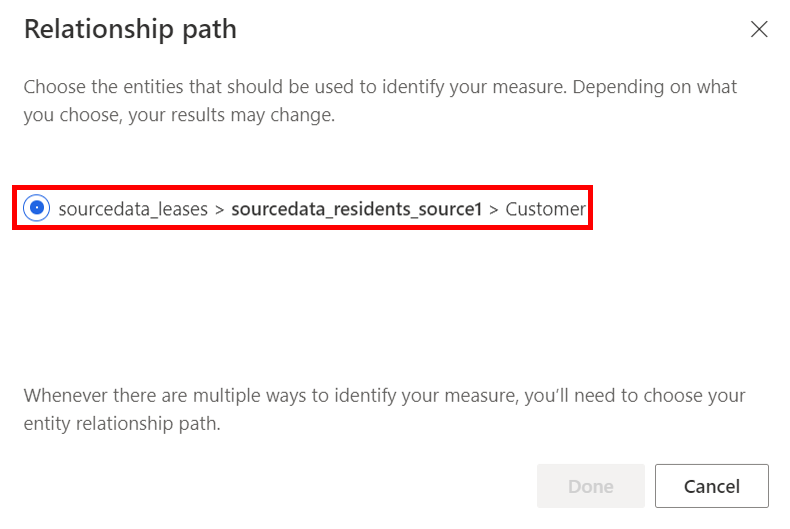 Relationship path
Choose the entities that should be used to identify your measure. Depending on what
you choose, your results may change.
sourcedata_leases > sourcedata_residents_source1 > Customer
Whenever there are multiple ways to identify your measure, you’ll need to choose your
entity relationship path.
Done
Cancel